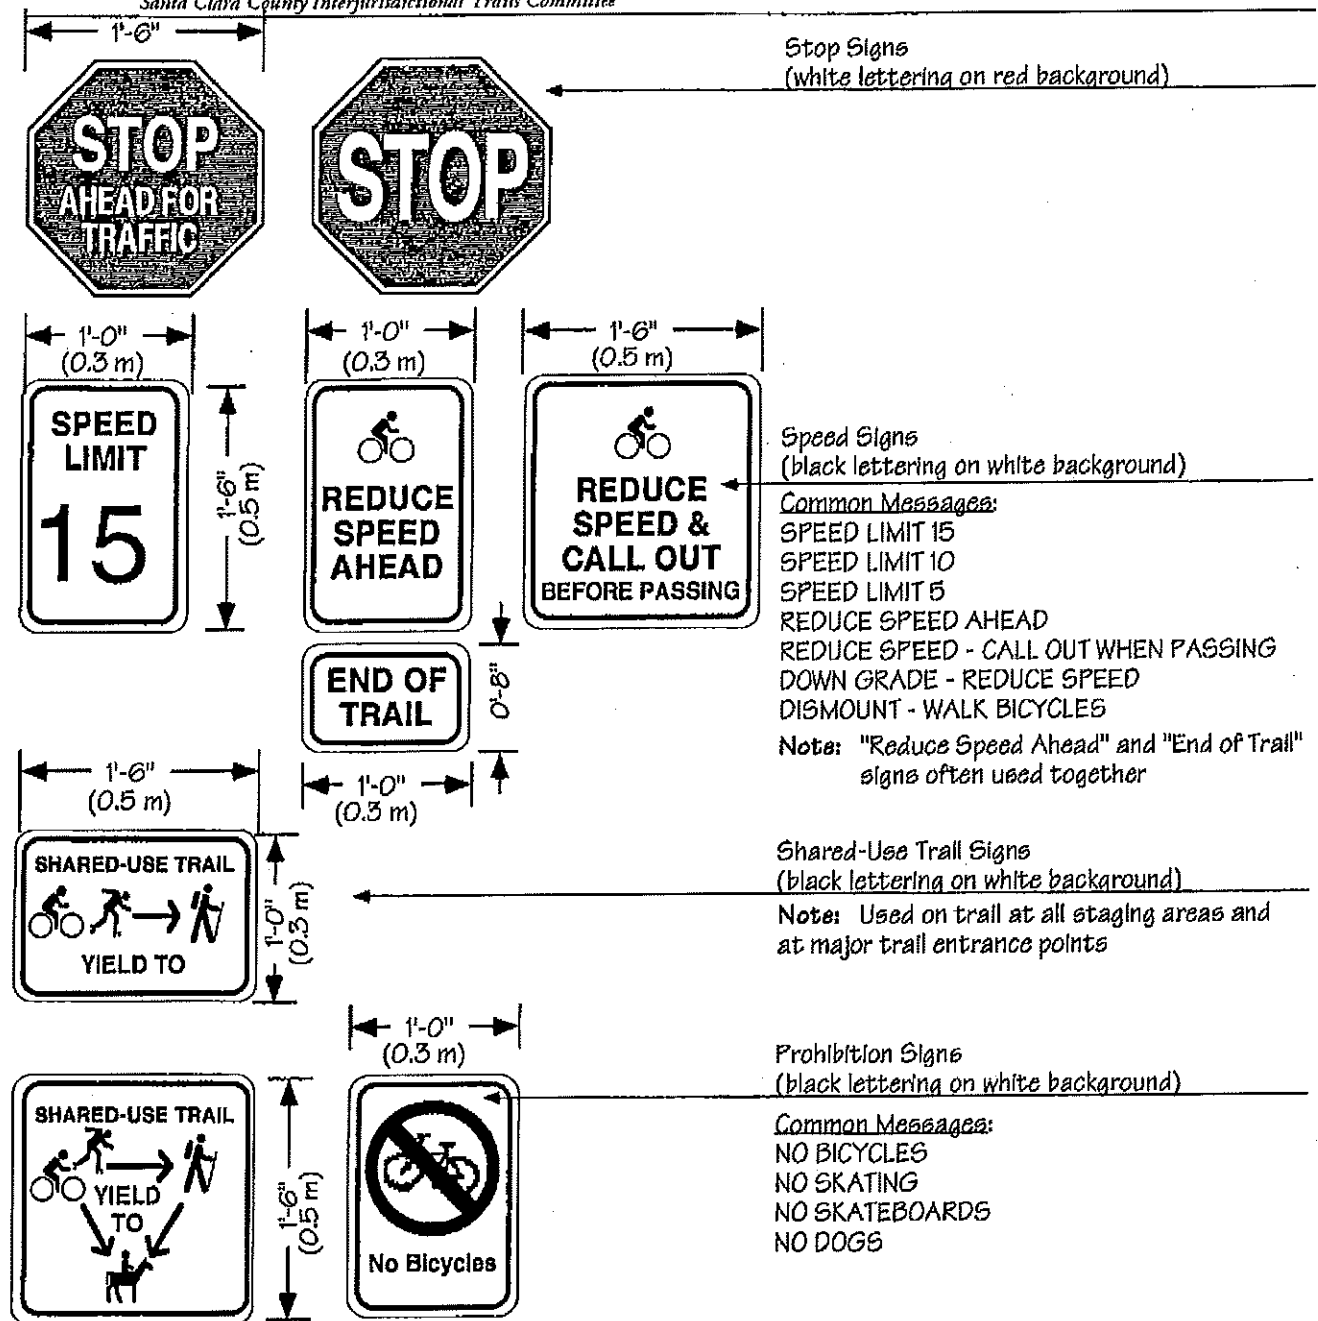 Santa Clara County Interjurisdictional Trails Committee
1'-6"
Stop Signs
(white lettering on red background)
STOP
AHEAD FOR
TRAFFIC
STOP
1'-0"
(0.3 m)
1'-0"
(0.3 m)
1'-6"
(0.5 m)
SPEED
LIMIT
15
1'-6"
(0.5 m)
REDUCE
SPEED
AHEAD
REDUCE
SPEED &
CALL OUT
BEFORE PASSING
Speed Signs
(black lettering on white background)
Common Messages:
SPEED LIMIT 15
SPEED LIMIT 10
SPEED LIMIT 5
REDUCE SPEED AHEAD
REDUCE SPEED - CALL OUT WHEN PASSING
DOWN GRADE - REDUCE SPEED
DISMOUNT - WALK BICYCLES
Note: "Reduce Speed Ahead" and "End of Trail"
signs often used together
END OF
TRAIL
0'-8"
1'-0"
(0.3 m)
1'-6"
(0.5 m)
SHARED-USE TRAIL
YIELD TO
1'-0"
(0.3 m)
Shared-Use Trail Signs
(black lettering on white background)
Note: Used on trail at all staging areas and
at major trail entrance points
1'-0"
(0.3 m)
SHARED-USE TRAIL
YIELD
TO
1'-6"
(0.5 m)
No Bicycles
Prohibition Signs
(black lettering on white background)
Common Messages:
NO BICYCLES
NO SKATING
NO SKATEBOARDS
NO DOGS